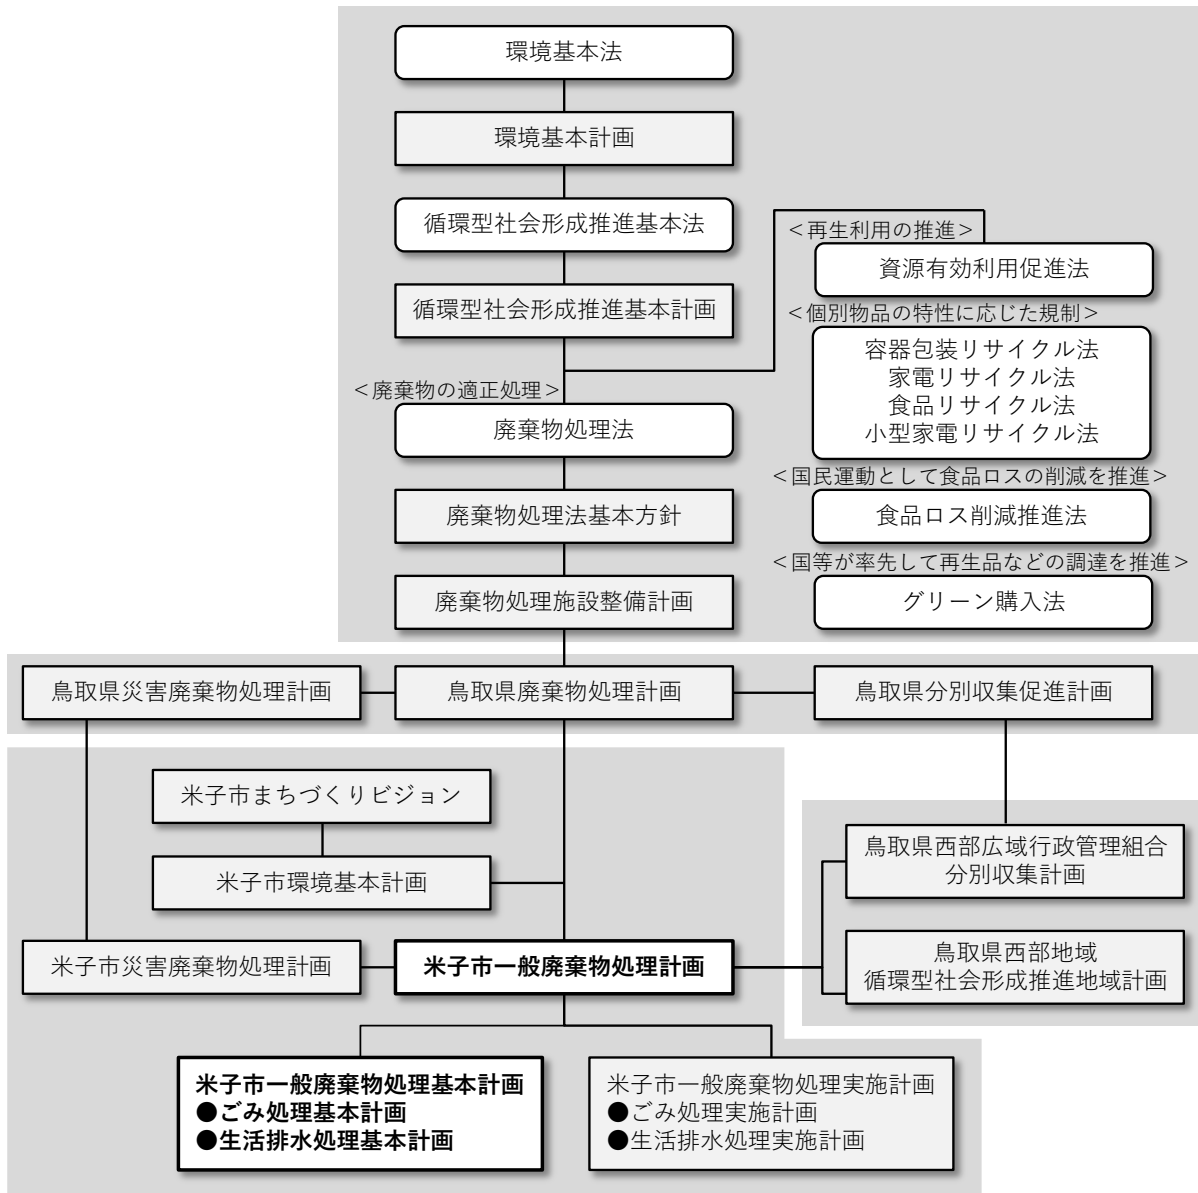 環境基本法
環境基本計画
循環型社会形成推進基本法
循環型社会形成推進基本計画
＜再生利用の推進＞
資源有効利用促進法
＜個別物品の特性に応じた規制＞
容器包装リサイクル法
家電リサイクル法
食品リサイクル法
小型家電リサイクル法
＜廃棄物の適正処理＞
廃棄物処理法
＜国民運動として食品ロスの削減を推進＞
食品ロス削減推進法
廃棄物処理法基本方針
＜国等が率先して再生品などの調達を推進＞
グリーン購入法
廃棄物処理施設整備計画
鳥取県災害廃棄物処理計画
鳥取県廃棄物処理計画
鳥取県分別収集促進計画
米子市まちづくりビジョン
米子市環境基本計画
鳥取県西部広域行政管理組合
分別収集計画
米子市災害廃棄物処理計画
米子市一般廃棄物処理計画
鳥取県西部地域
循環型社会形成推進地域計画
米子市一般廃棄物処理基本計画
●ごみ処理基本計画
●生活排水処理基本計画
米子市一般廃棄物処理実施計画
●ごみ処理実施計画
●生活排水処理実施計画